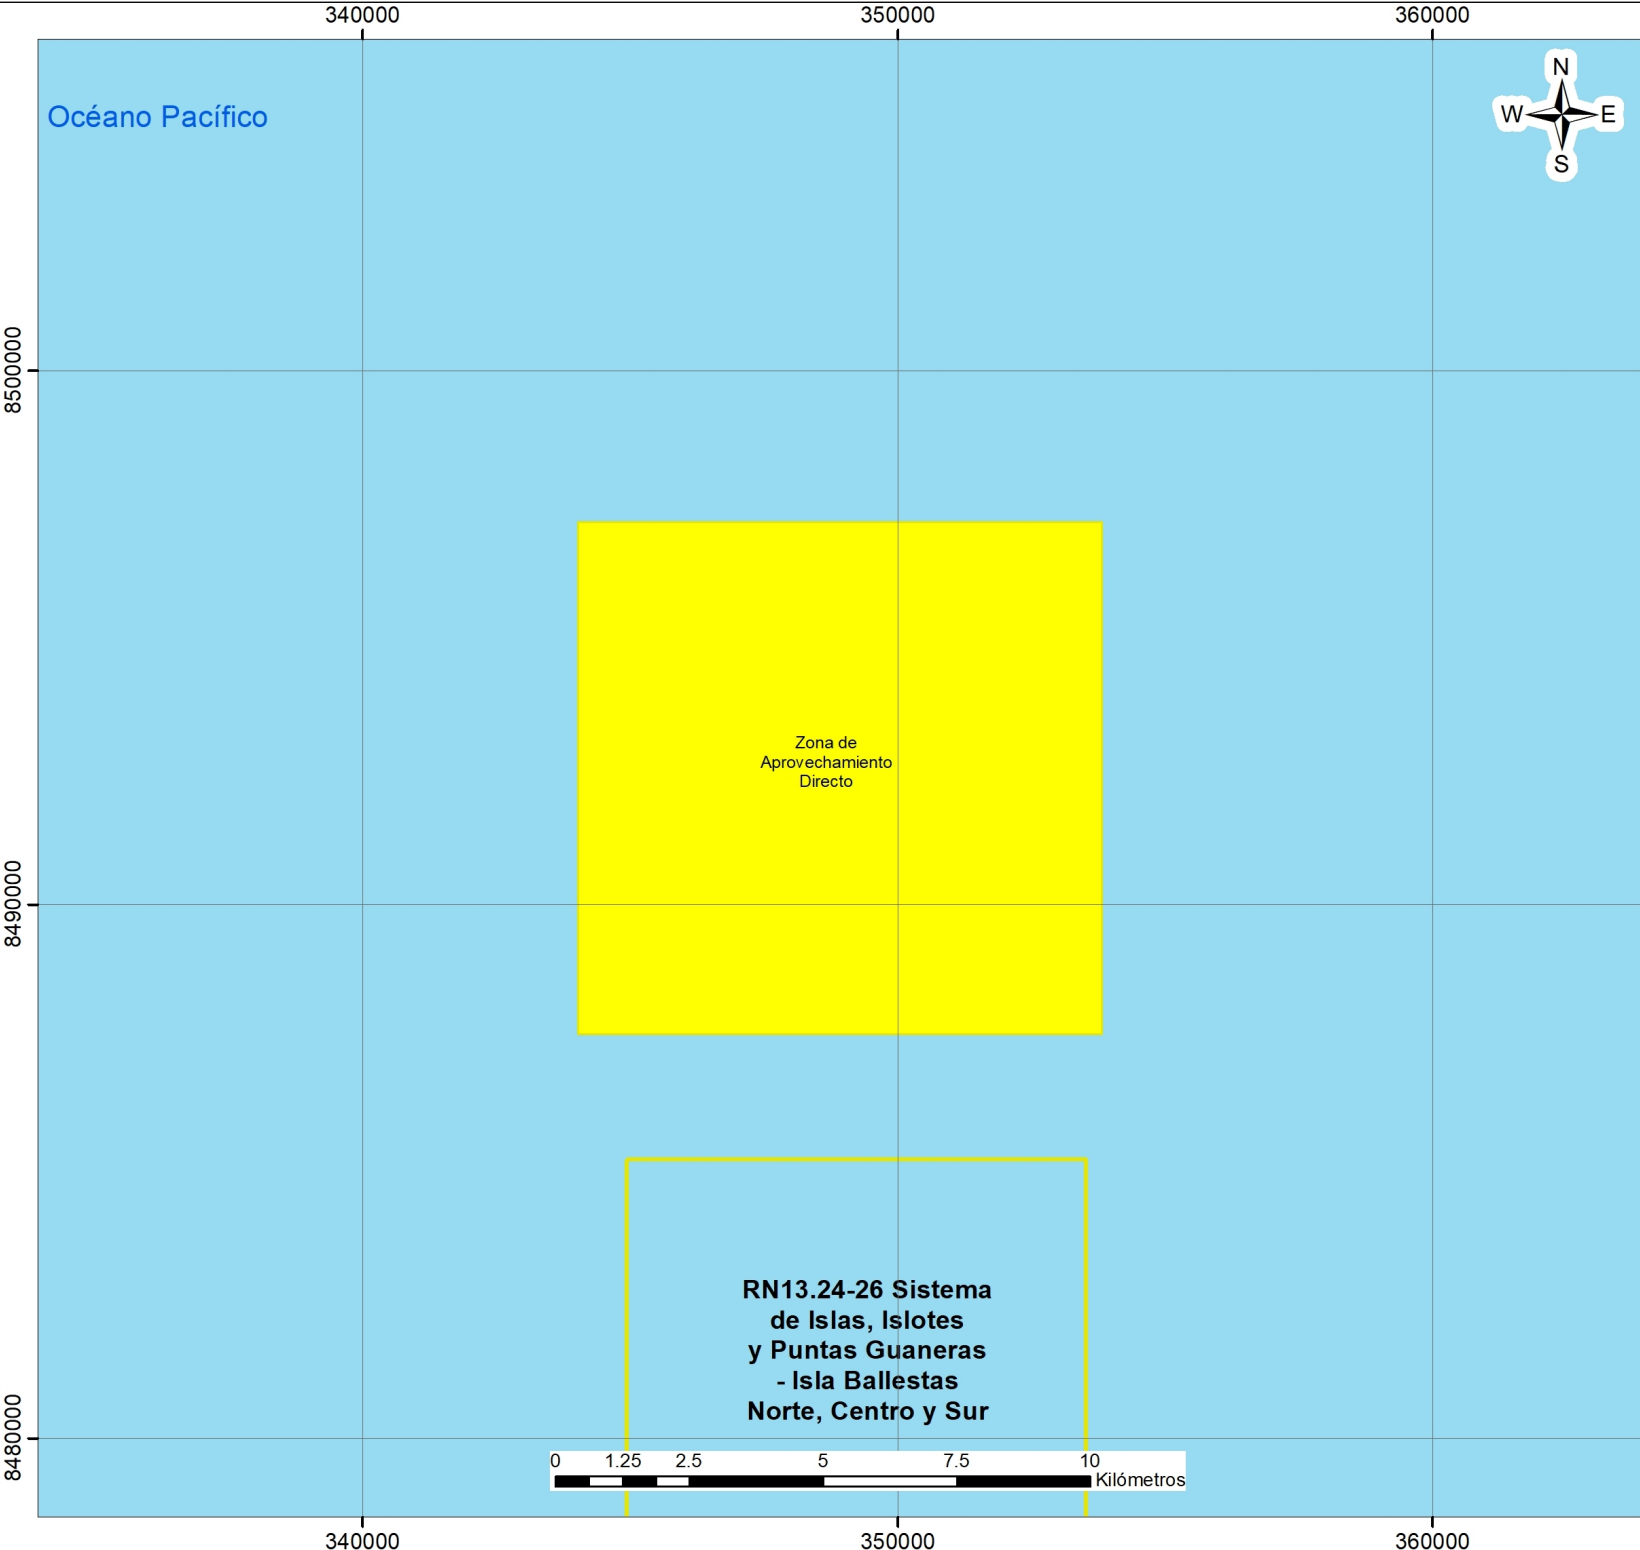 340000
350000
360000
Océano Pacífico
N
W
E
S
8500000
8490000
8480000
Zona de
Aprovechamiento
Directo
RN13.24-26 Sistema
de Islas, Islotes
y Puntas Guaneras
- Isla Ballestas
Norte, Centro y Sur
0 1.25 2.5 5 7.5 10
Kilómetros
340000
350000
360000